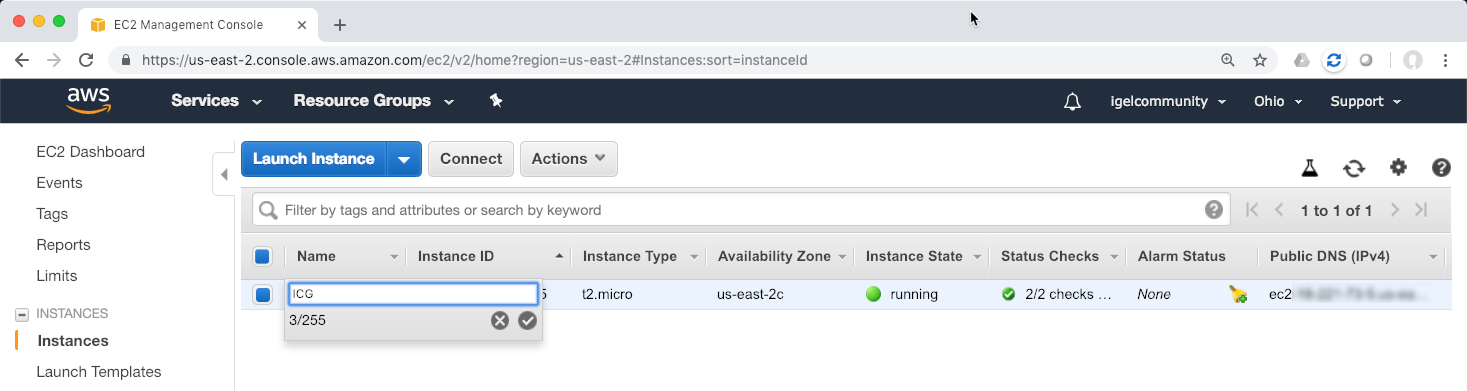 EC2 Management Console
https://us-east-2.console.aws.amazon.com/ec2/v2/home?region=us-east-2#Instances:sort=instanceId
aws Services Resource Groups igelcommunity Ohio Support
EC2 Dashboard
Events
Tags
Reports
Limits
INSTANCES
Instances
Launch Templates
Launch Instance Connect Actions
Filter by tags and attributes or search by keyword 1 to 1 of 1
Name Instance ID Instance Type Availability Zone Instance State Status Checks Alarm Status Public DNS (IPv4)
ICG t2.micro us-east-2c running 2/2 checks ... None ec2
3/255